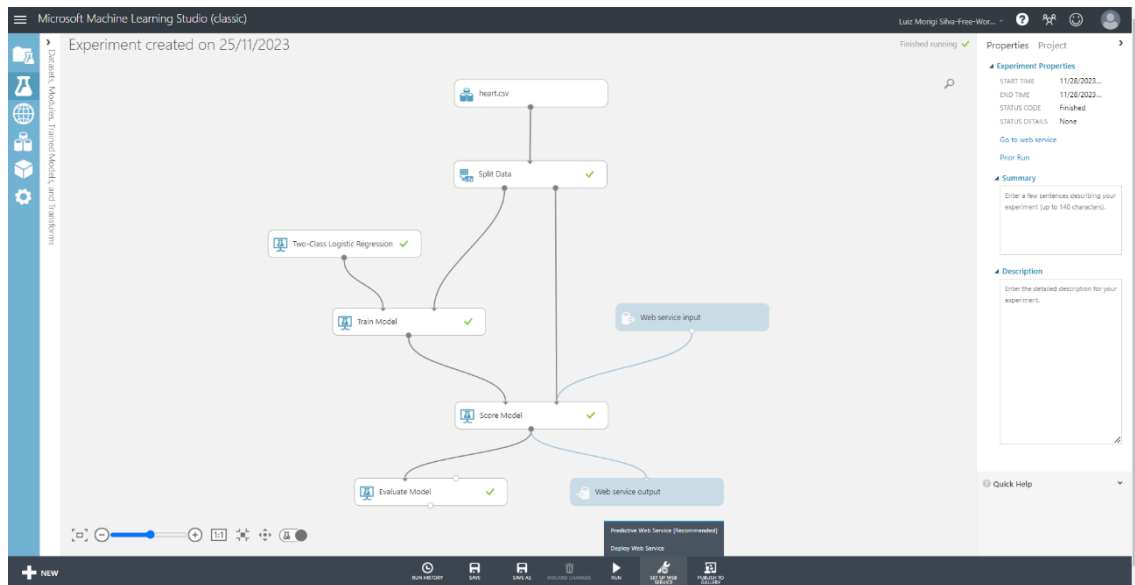 Microsoft Machine Learning Studio (classic)
Luiz Mongi Silva-Free-Wor...
?
Datasets, Modules, Trained Models, and Transforms
Experiment created on 25/11/2023
Finished running
heart.csv
Split Data
Two-Class Logistic Regression
Train Model
Web service input
Score Model
Evaluate Model
Web service output
1:1
Properties Project
Experiment Properties
START TIME 11/28/2023...
END TIME 11/28/2023...
STATUS CODE Finished
STATUS DETAILS None
Go to web service
Prior Run
Summary
Enter a few sentences describing your
experiment (up to 140 characters).
Description
Enter the detailed description for your
experiment.
Quick Help
Predictive Web Service [Recommended]
Deploy Web Service
NEW
RUN HISTORY
SAVE
SAVE AS
DISCARD CHANGES
RUN
SET UP WEB
SERVICE
PUBLISH TO
GALLERY